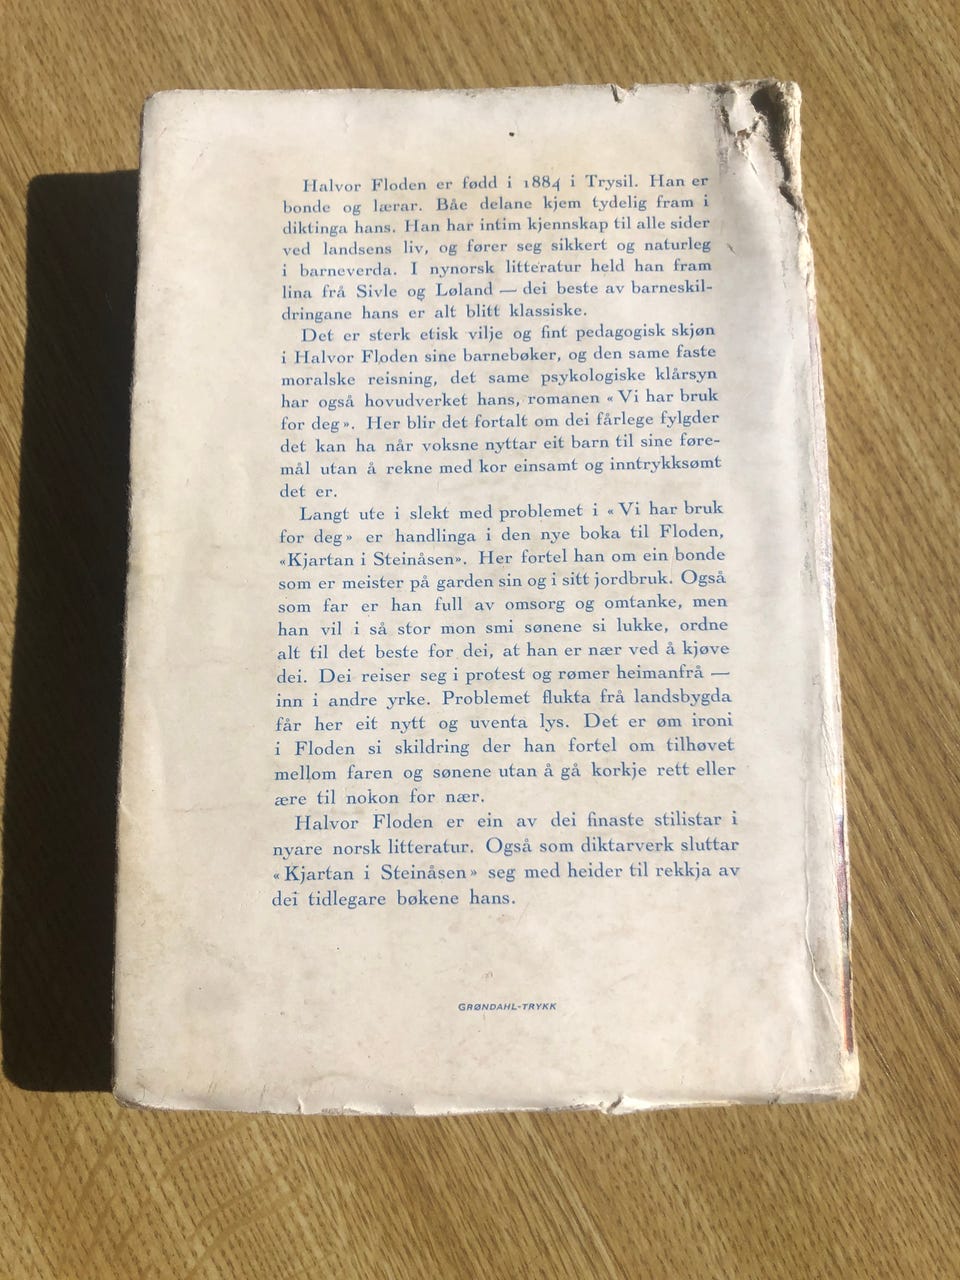 Halvor Floden er fødd i 1884 i Trysil. Han er
bonde og lærar. Båe delane kjem tydelig fram i
diktinga hans. Han har intim kjennskap til alle sider
ved landsens liv, og fører seg sikkert og naturleg
i barneverda. I nynorsk litteratur held han fram
lina frå Sivle og Løland — dei beste av barneskil-
dringane hans er alt blitt klassiske.
Det er sterk etisk vilje og fint pedagogisk skjøn
i Halvor Floden sine barnebøker, og den same faste
moralske reisning, det same psykologiske klårsyn
har også hovudverket hans, romanen «Vi har bruk
for deg». Her blir det fortalt om dei fårlege fylgder
det kan ha når voksne nyttar eit barn til sine føre-
mål utan å rekne med kor einsamt og inntrykksømt
det er.
Langt ute i slekt med problemet i «Vi har bruk
for deg» er handlinga i den nye boka til Floden,
«Kjartan i Steinåsen». Her fortel han om ein bonde
som er meister på garden sin og i sitt jordbruk. Også
som far er han full av omsorg og omtanke, men
han vil i så stor mon smi sønene si lukke, ordne
alt til det beste for dei, at han er nær ved å kjøve
dei. Dei reiser seg i protest og rømer heimanfrå —
inn i andre yrke. Problemet flukta frå landsbygda
får her eit nytt og uventa lys. Det er øm ironi
i Floden si skildring der han fortel om tilhøvet
mellom faren og sønene utan å gå korkje rett eller
ære til nokon for nær.
Halvor Floden er ein av dei finaste stilistar i
nyare norsk litteratur. Også som diktarverk sluttar
«Kjartan i Steinåsen» seg med heider til rekkja av
dei tidlegare bøkene hans.
GRØNDAHL-TRYKK